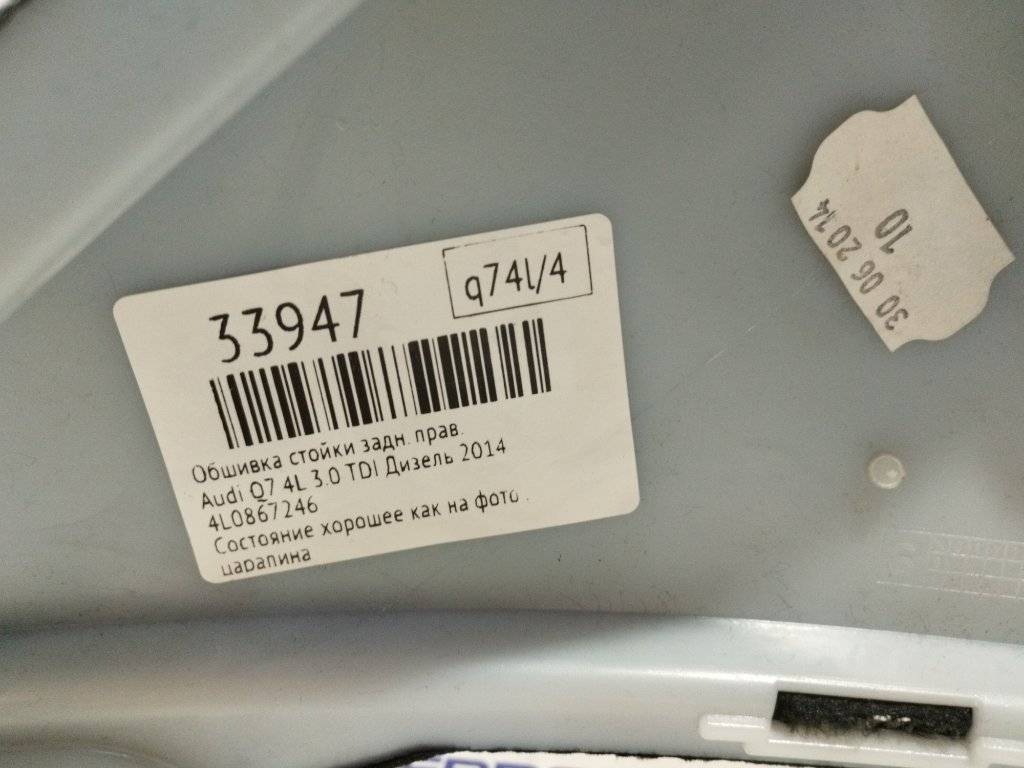 33947
q74l/4
Обшивка стойки задн. прав.
Audi Q7 4L 3.0 TDI Дизель 2014
4L0867246
Состояние хорошее как на фото .
царапина
30 06 2014
10